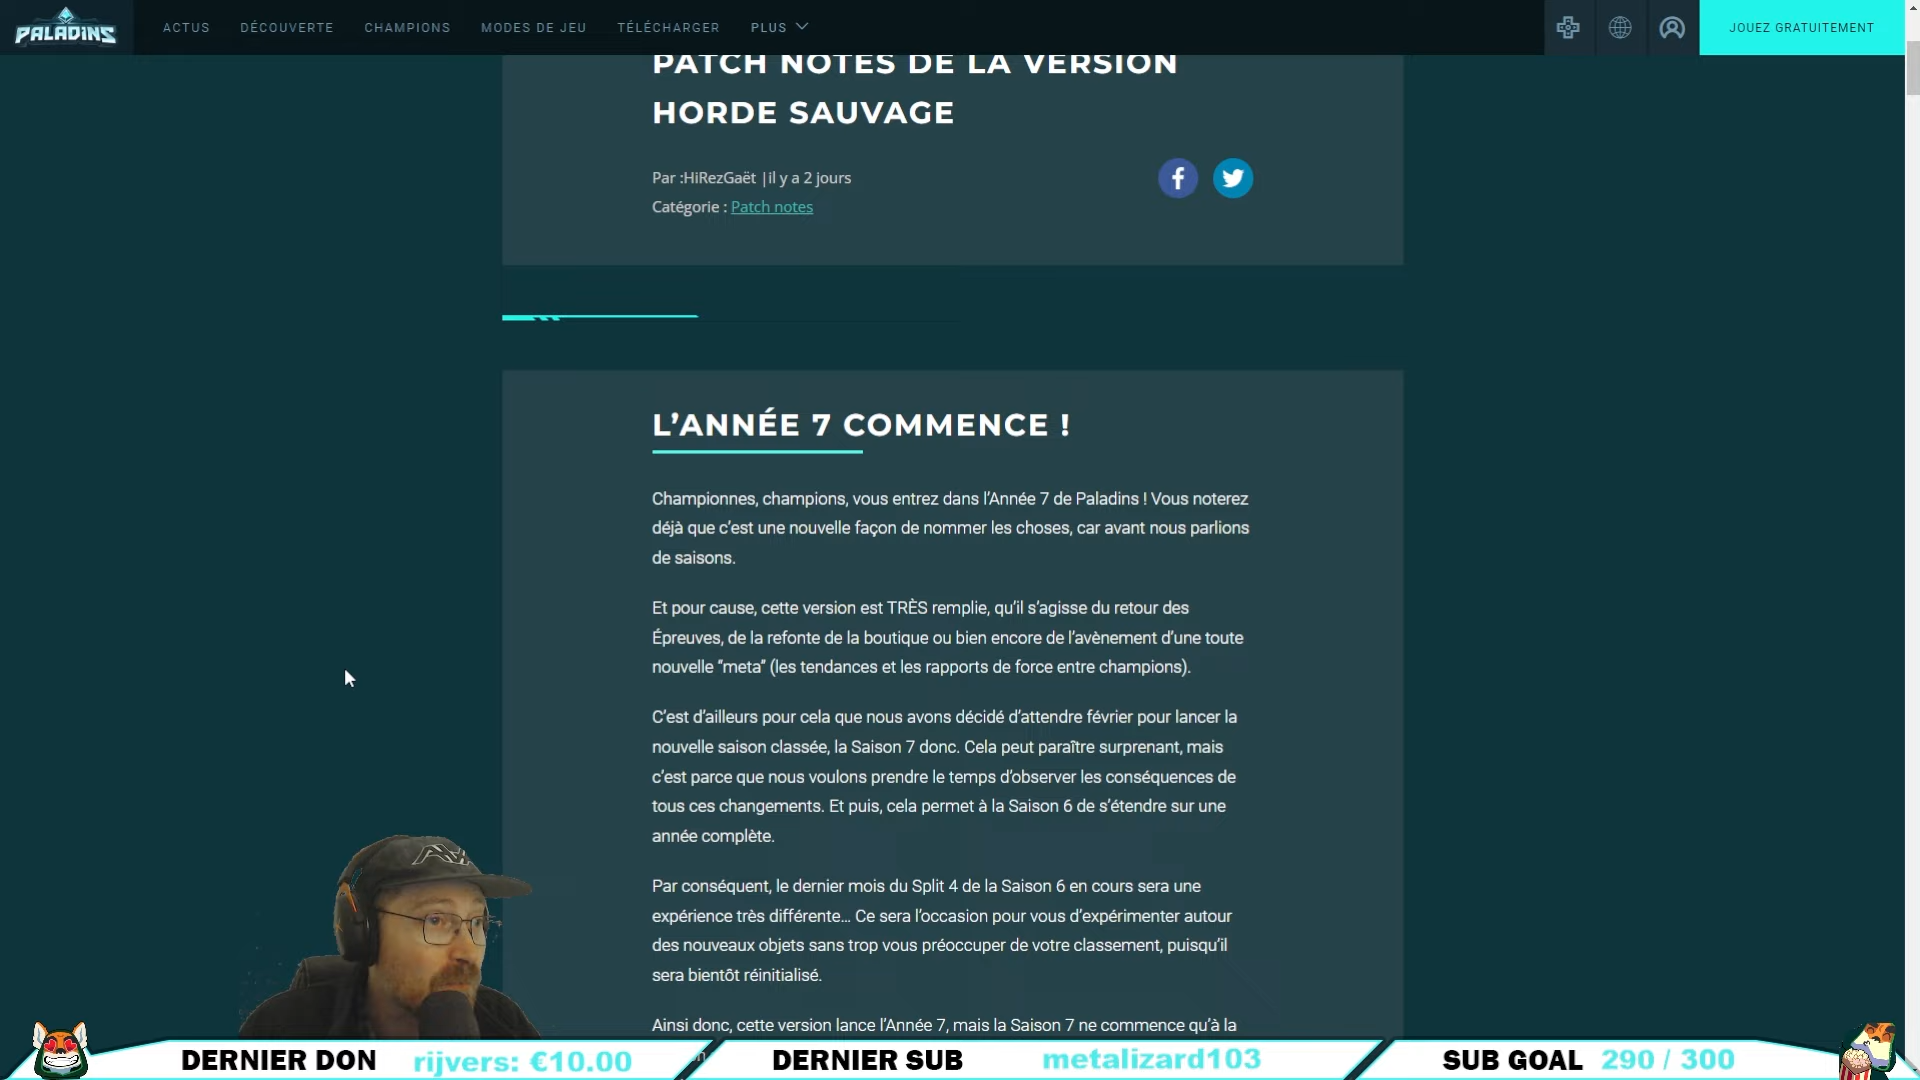 PALADINS
ACTUS
DÉCOUVERTE
CHAMPIONS
MODES DE JEU
TÉLÉCHARGER
PLUS
JOUEZ GRATUITEMENT
PATCH NOTES DE LA VERSION
HORDE SAUVAGE
Par :HiRezGaët |il y a 2 jours
Catégorie : Patch notes
L’ANNÉE 7 COMMENCE !
Championnes, champions, vous entrez dans l’Année 7 de Paladins ! Vous noterez
déjà que c’est une nouvelle façon de nommer les choses, car avant nous parlions
de saisons.
Et pour cause, cette version est TRÈS remplie, qu’il s’agisse du retour des
Épreuves, de la refonte de la boutique ou bien encore de l’avènement d’une toute
nouvelle “meta” (les tendances et les rapports de force entre champions).
C’est d’ailleurs pour cela que nous avons décidé d’attendre février pour lancer la
nouvelle saison classée, la Saison 7 donc. Cela peut paraître surprenant, mais
c’est parce que nous voulons prendre le temps d’observer les conséquences de
tous ces changements. Et puis, cela permet à la Saison 6 de s’étendre sur une
année complète.
Par conséquent, le dernier mois du Split 4 de la Saison 6 en cours sera une
expérience très différente… Ce sera l’occasion pour vous d’expérimenter autour
des nouveaux objets sans trop vous préoccuper de votre classement, puisqu’il
sera bientôt réinitialisé.
Ainsi donc, cette version lance l’Année 7, mais la Saison 7 ne commence qu’à la
DERNIER DON rijvers: €10.00
DERNIER SUB metalizard103
SUB GOAL 290 / 300